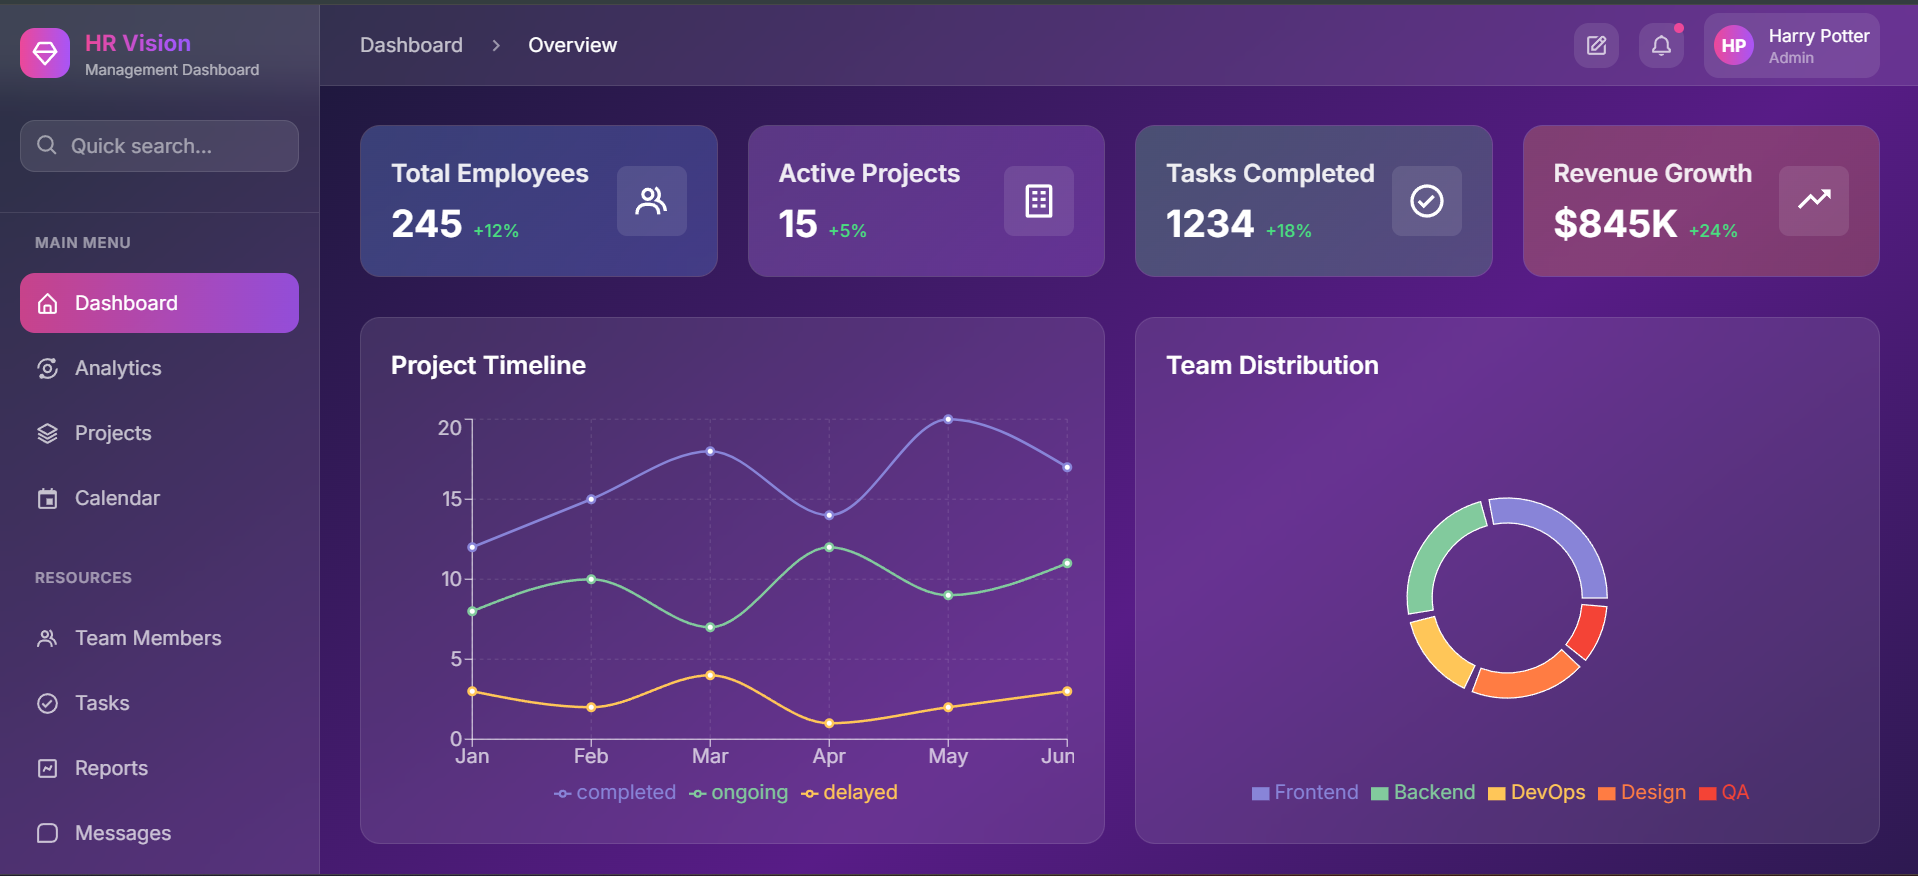 HR Vision
Management Dashboard
Quick search...
MAIN MENU
Dashboard
Analytics
Projects
Calendar
RESOURCES
Team Members
Tasks
Reports
Messages
Dashboard > Overview
HP
Harry Potter
Admin
Total Employees
245 +12%
Active Projects
15 +5%
Tasks Completed
1234 +18%
Revenue Growth
$845K +24%
Project Timeline
20
15
10
5
0
Jan Feb Mar Apr May Jun
completed ongoing delayed
Team Distribution
Frontend Backend DevOps Design QA